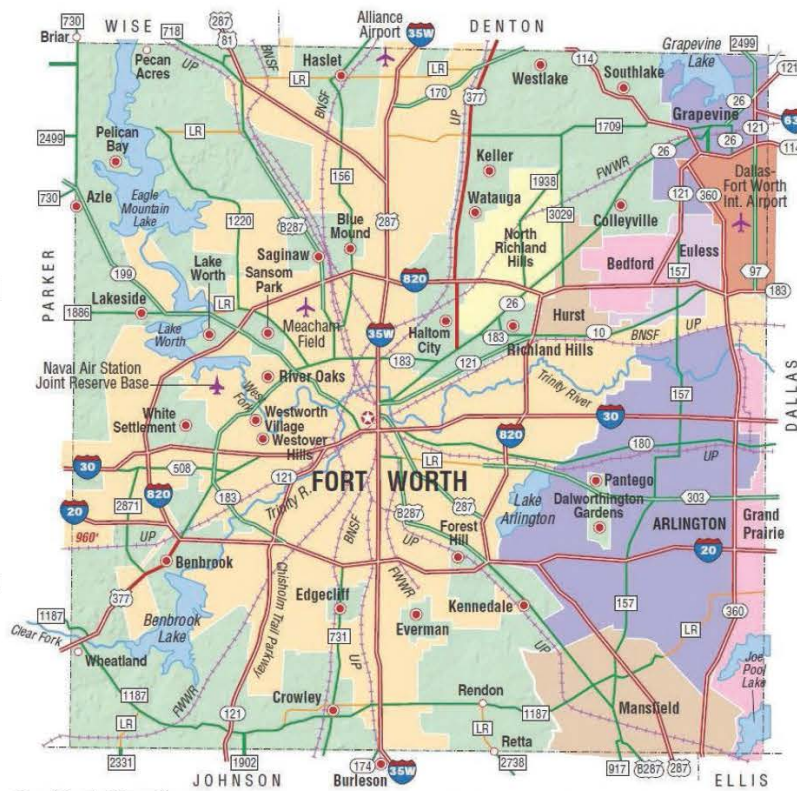 WISE
DENTON
730
Briar
718
287
81
Alliance
Airport
35W
Pecan
Acres
UP
BNSF
LR
Haslet
LR
170
377
Westlake
114
Southlake
Grapevine
Lake
2499
121
26
Grapevine
121
26
114
2499
Pelican
Bay
LR
BNSF
UP
1709
26
FWWR
Dallas-
Fort Worth
Int. Airport
730
Azle
Eagle
Mountain
Lake
1220
156
B287
Blue
Mound
287
Keller
Watauga
1938
3029
North
Richland
Hills
Colleyville
121
360
Bedford
Euless
157
97
183
PARKER
199
Lake
Worth
Saginaw
Sansom
Park
820
1886
Lakeside
LR
Lake
Worth
Meacham
Field
35W
Haltom
City
26
183
Hurst
10
BNSF
UP
183
121
Richland Hills
Naval Air Station
Joint Reserve Base
West
Fork
River Oaks
Trinity River
157
DALLAS
White
Settlement
Westworth
Village
Westover
Hills
30
820
30
508
121
183
Trinity R.
FORT WORTH
LR
180
UP
20
820
2871
287
B287
Pantego
303
Dalworthington
Gardens
Lake
Arlington
ARLINGTON
Grand
Prairie
UP
960'
BNSF
UP
Forest
Hill
20
Benbrook
377
Chisholm Trail Parkway
FWWR
Edgecliff
Everman
Kennedale
157
360
LR
1187
Clear Fork
Benbrook
Lake
731
UP
UP
Joe
Pool
Lake
Wheatland
1187
FWWR
Crowley
Rendon
1187
Mansfield
LR
121
LR
Retta
2331
1902
174
35W
Burleson
2738
917
B287
287
JOHNSON
ELLIS